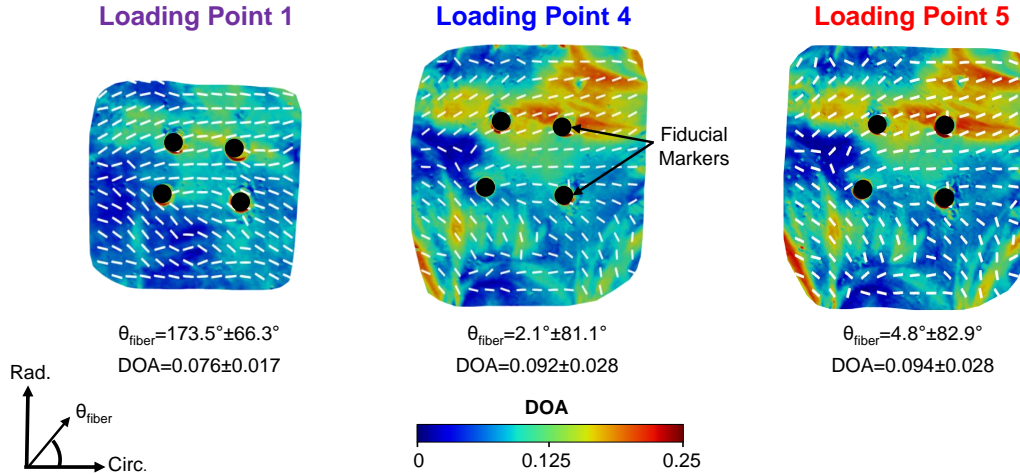 Loading Point 1
Loading Point 4
Loading Point 5
Fiducial
Markers
θfiber=173.5°±66.3°
DOA=0.076±0.017
θfiber=2.1°±81.1°
DOA=0.092±0.028
θfiber=4.8°±82.9°
DOA=0.094±0.028
Rad.
θfiber
Circ.
DOA
0
0.125
0.25